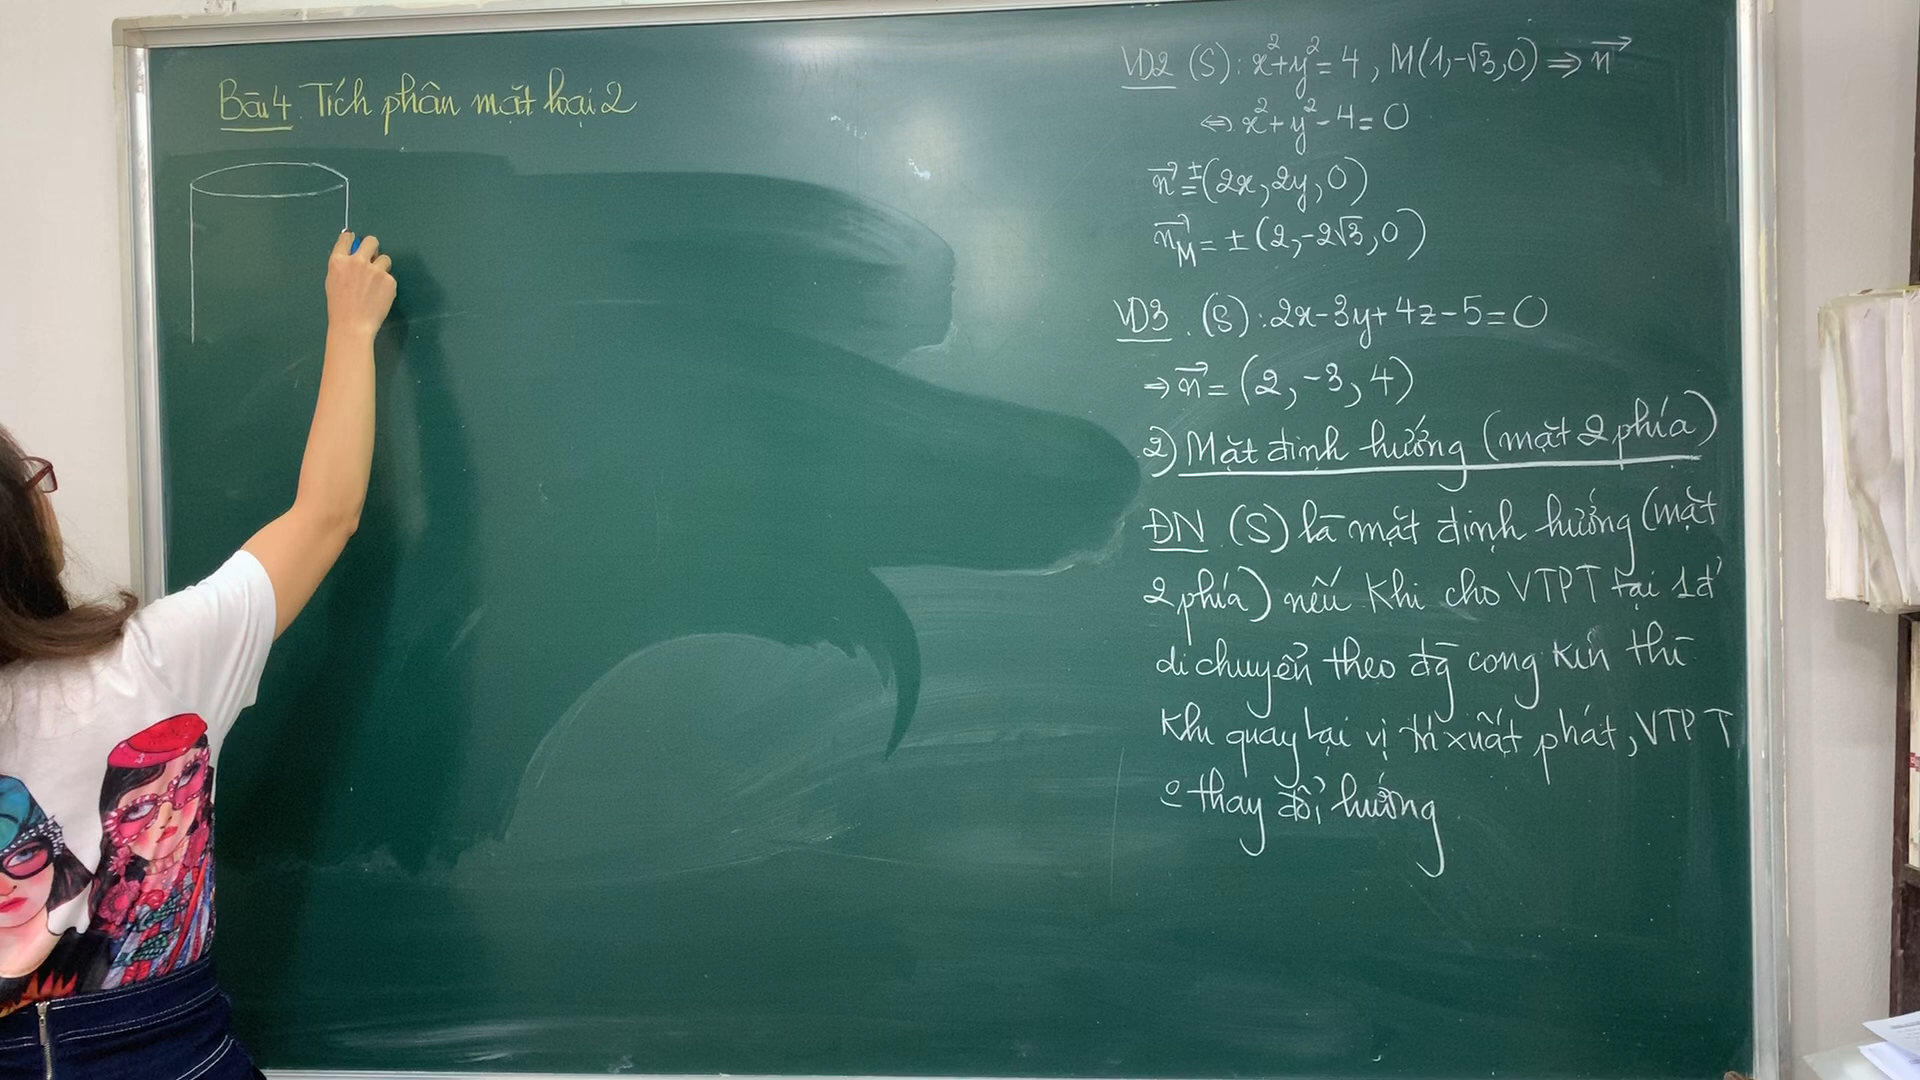 Bài 4. Tích phân mặt loại 2
VD2 (S): x²+y²=4, M(1,-√3,0) ⇒ n⃗
⇔ x²+y²-4=0
n⃗ = ±(2x, 2y, 0)
n⃗_M = ± (2, -2√3, 0)
VD3. (S): 2x-3y+4z-5=0
⇒ n⃗ = (2, -3, 4)
2) Mặt định hướng (mặt 2 phía)
ĐN. (S) là mặt định hướng (mặt
2 phía) nếu khi cho VTPT tại 1đ'
di chuyển theo đg cong kín thì
khi quay lại vị trí xuất phát, VTPT
o thay đổi hướng